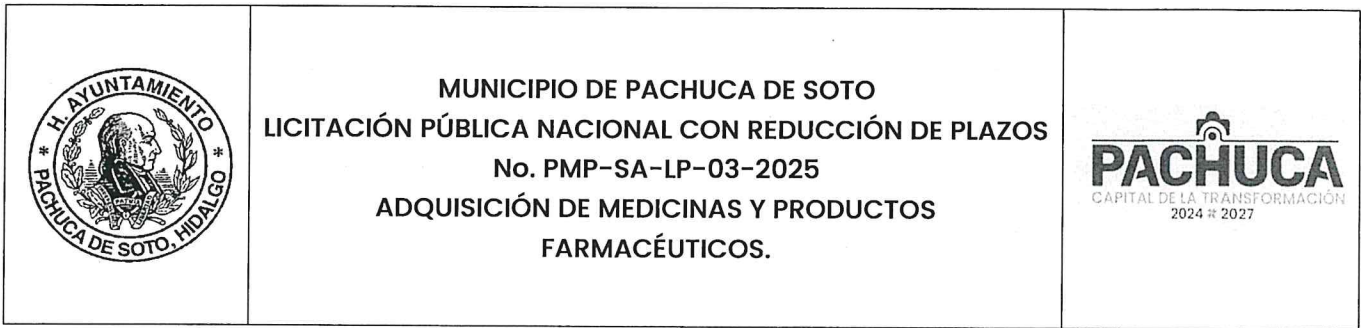 H. AYUNTAMIENTO
* PACHUCA DE SOTO, HIDALGO *
PATRIA
MUNICIPIO DE PACHUCA DE SOTO
LICITACIÓN PÚBLICA NACIONAL CON REDUCCIÓN DE PLAZOS
No. PMP-SA-LP-03-2025
ADQUISICIÓN DE MEDICINAS Y PRODUCTOS
FARMACÉUTICOS.
PACHUCA
CAPITAL DE LA TRANSFORMACIÓN
2024 # 2027